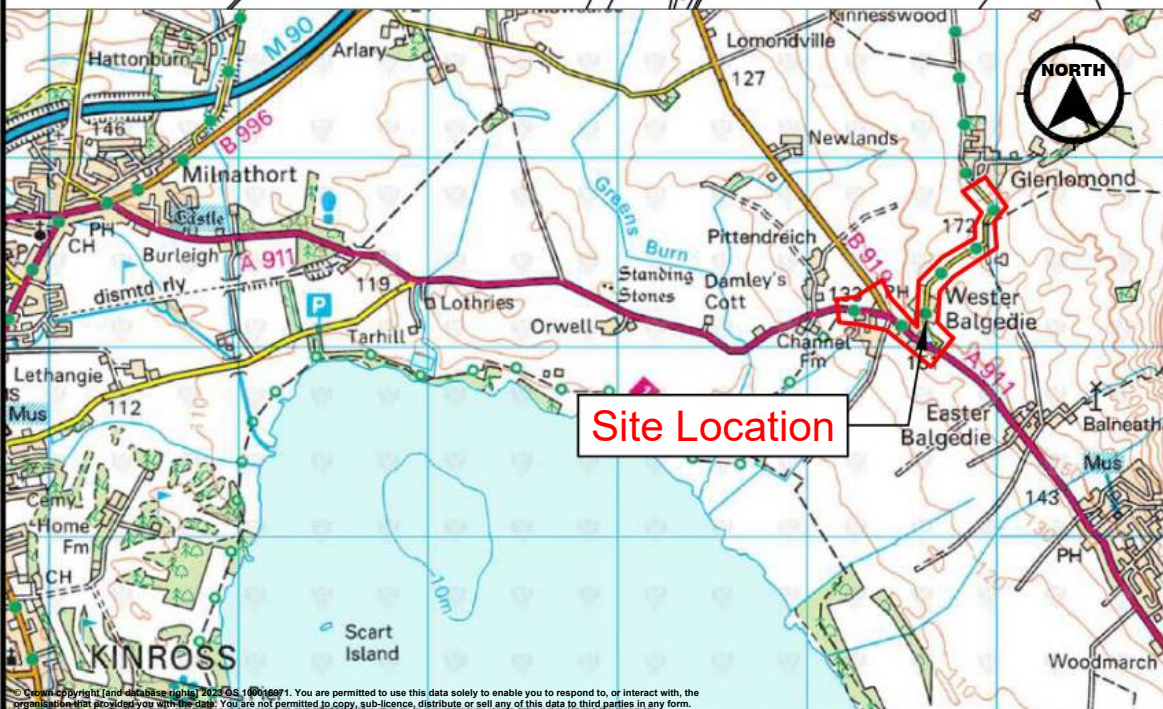 Kinnesswood
Hattonburn
M 90
Arlary
Lomondville
127
NORTH
146
B 996
Newlands
Milnathort
Glenlomond
Castle
PH
CH
Burleigh
A 911
Graens
Burn
Pittendreich
B 919
172
dismtd rly
119
Lothries
Standing
Stones
Damley's
Cott
133
PH
Wester
Balgedie
P
Tarhill
Orwell
Channel
Fm
A 911
Lethangie
Mus
112
110
Site Location
Easter
Balgedie
Balneath
Mus
Cemy
Home
Fm
CH
10m
143
130
120
PH
Scart
Island
KINROSS
Woodmarch
© Crown copyright [and database rights] 2023 OS 100016971. You are permitted to use this data solely to enable you to respond to, or interact with, the
organisation that provided you with the data. You are not permitted to copy, sub-licence, distribute or sell any of this data to third parties in any form.